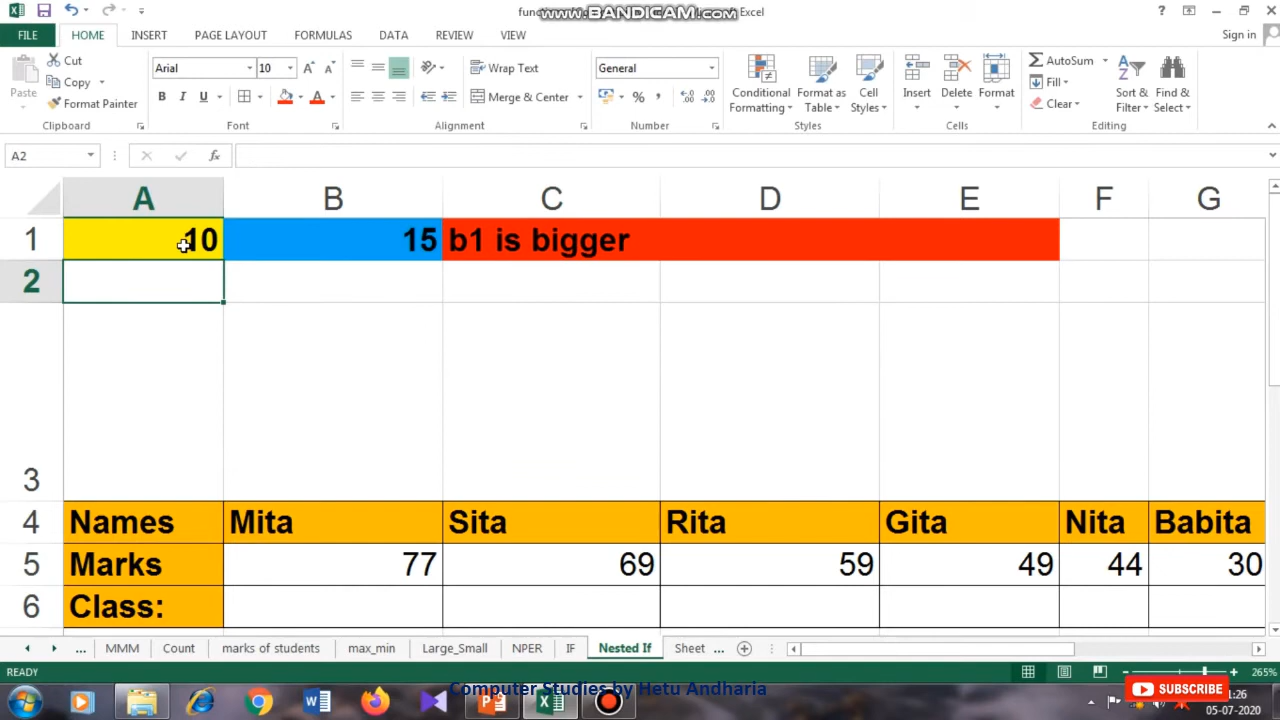 functio
www.BANDICAM.com
Excel
FILE HOME INSERT PAGE LAYOUT FORMULAS DATA REVIEW VIEW Sign in
Paste
Cut
Copy
Format Painter
Clipboard
Arial 10
B I U
Font
Wrap Text
Merge & Center
Alignment
General
%
Number
Conditional Formatting
Format as Table
Cell Styles
Styles
Insert Delete Format
Cells
AutoSum
Fill
Clear
Sort & Filter
Find & Select
Editing
A2 fx
A B C D E F G
1 10 15 b1 is bigger
2
3
4 Names Mita Sita Rita Gita Nita Babita
5 Marks 77 69 59 49 44 30
6 Class:
... MMM Count marks of students max_min Large_Small NPER IF Nested If Sheet ...
READY 265%
Computer Studies by Hetu Andharia
SUBSCRIBE
1:26
05-07-2020